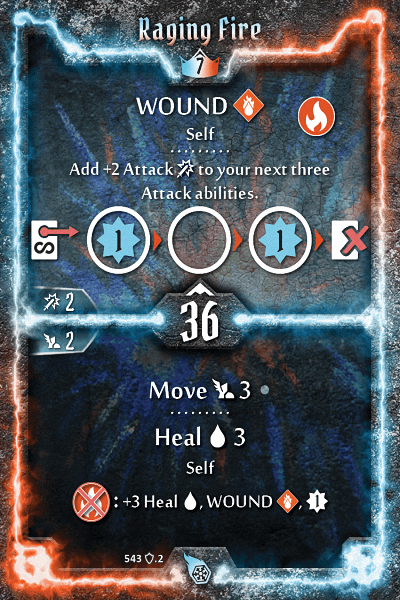 Raging Fire
7
WOUND
Self
Add +2 Attack to your next three
Attack abilities.
S 1 1
2
36
2
Move 3
Heal 3
Self
: +3 Heal , WOUND , 1
543 .2